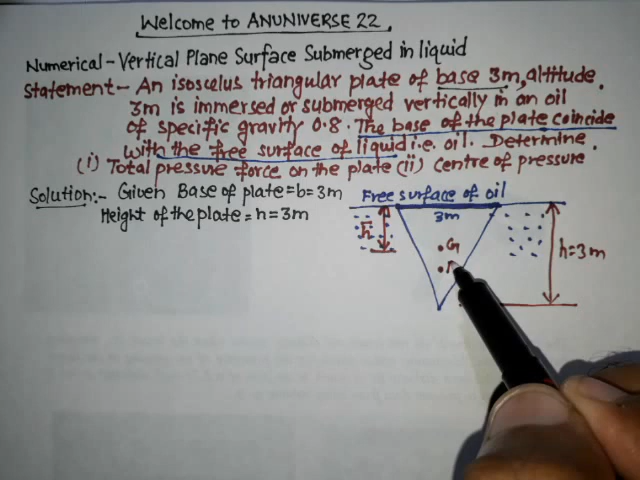 Welcome to ANUNIVERSE 22
Numerical - Vertical Plane Surface Submerged in liquid
Statement - An isosculus triangular plate of base 3m, altitude
3m is immersed or submerged vertically in an oil
of specific gravity 0.8. The base of the plate coincide
with the free surface of liquid i.e. oil. Determine.
(i) Total pressure force on the plate (ii) Centre of pressure
Solution:- Given Base of plate = b = 3m
Height of the plate = h = 3m
Free surface of oil
3m
h̄
G
h = 3m